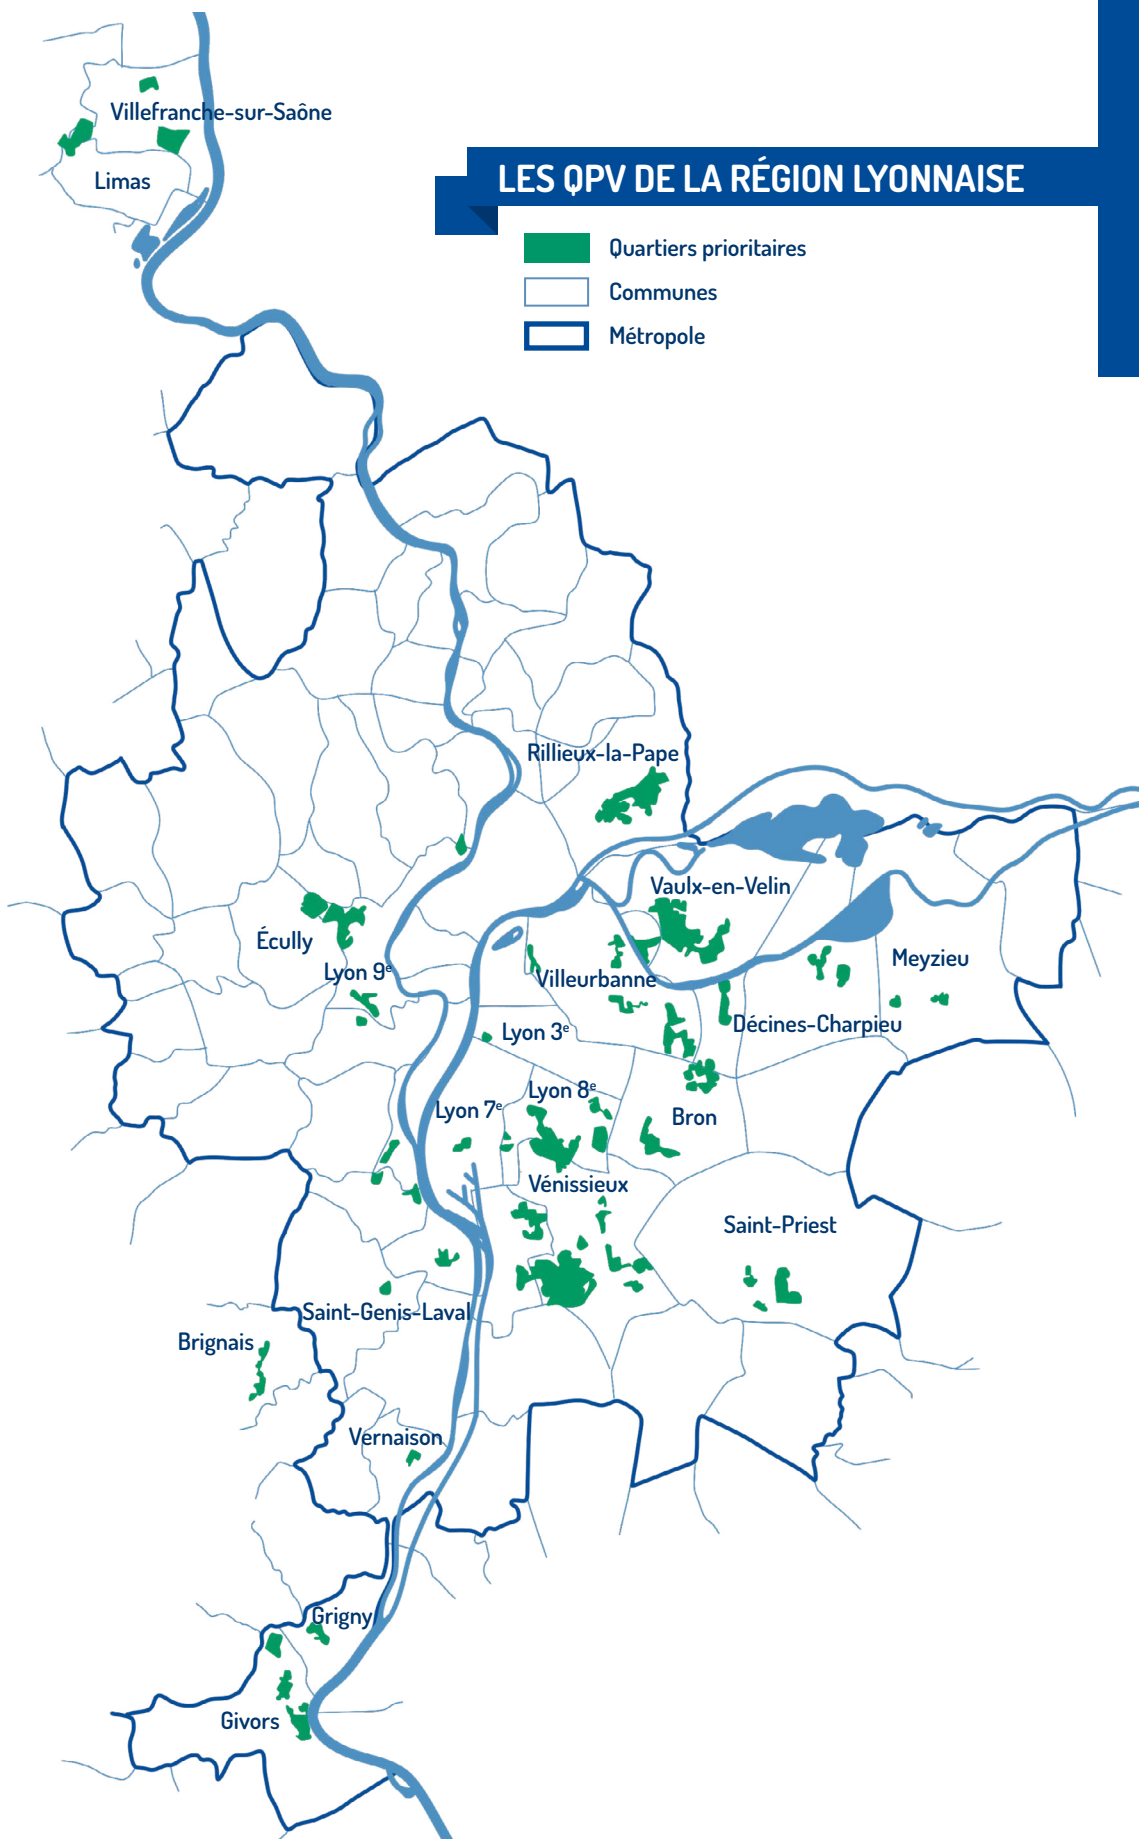 Villefranche-sur-Saône
Limas
LES QPV DE LA RÉGION LYONNAISE
Quartiers prioritaires
Communes
Métropole
Rillieux-la-Pape
Vaulx-en-Velin
Écully
Lyon 9e
Villeurbanne
Meyzieu
Lyon 3e
Décines-Charpieu
Lyon 8e
Lyon 7e
Bron
Vénissieux
Saint-Priest
Saint-Genis-Laval
Brignais
Vernaison
Grigny
Givors